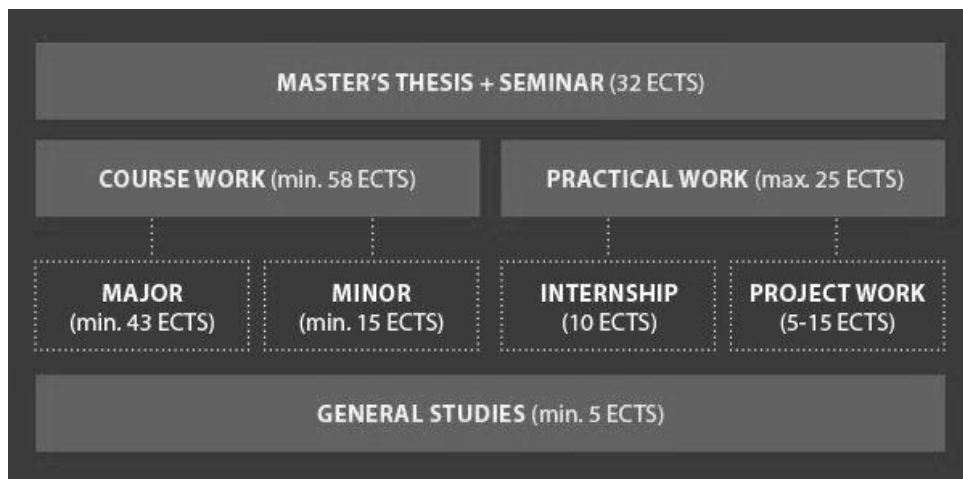 MASTER'S THESIS + SEMINAR (32 ECTS)
COURSE WORK (min. 58 ECTS)
PRACTICAL WORK (max. 25 ECTS)
MAJOR
(min. 43 ECTS)
MINOR
(min. 15 ECTS)
INTERNSHIP
(10 ECTS)
PROJECT WORK
(5-15 ECTS)
GENERAL STUDIES (min. 5 ECTS)